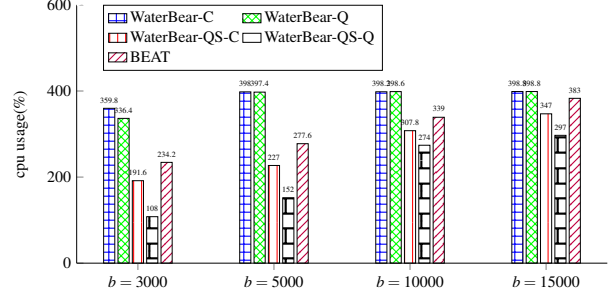 600
400
200
0
cpu usage(%)
WaterBear-C WaterBear-Q
WaterBear-QS-C WaterBear-QS-Q
BEAT
359.8 336.4 191.6 108 234.2
398 397.4 227 152 277.6
398.2 398.6 307.8 274 339
398.8 398.8 347 297 383
b = 3000 b = 5000 b = 10000 b = 15000